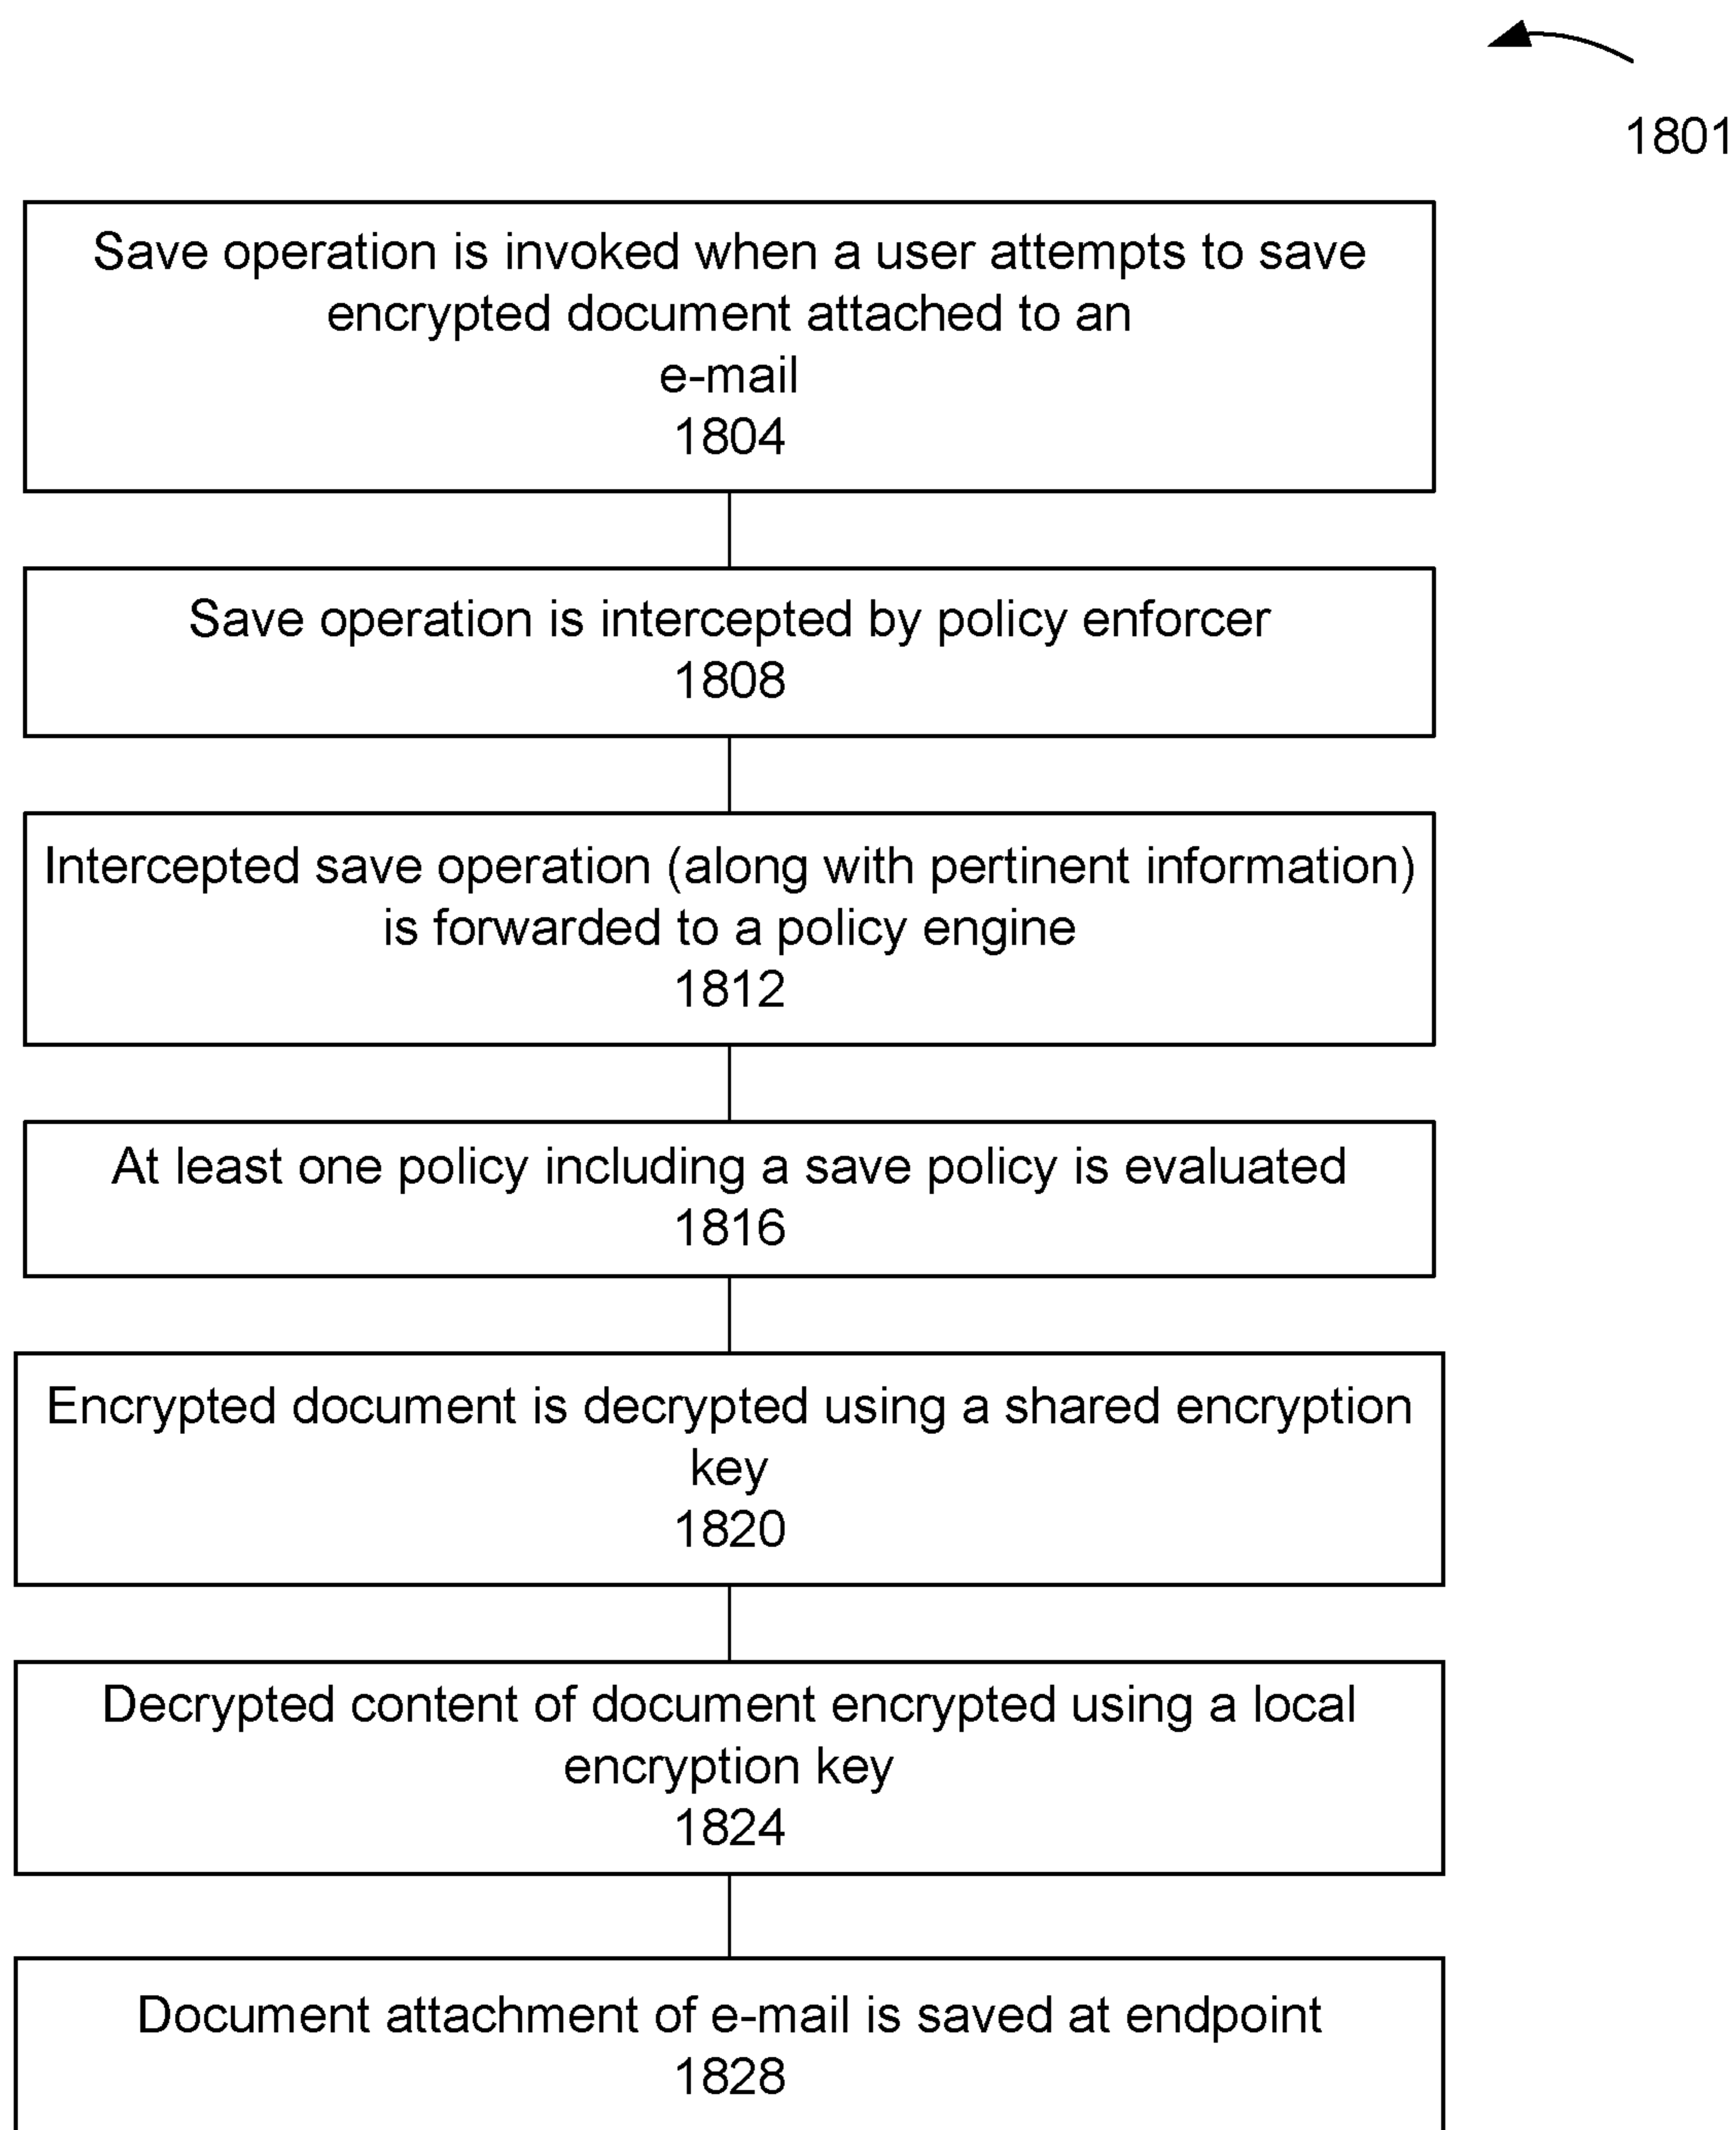 1801
Save operation is invoked when a user attempts to save
encrypted document attached to an
e-mail
1804
Save operation is intercepted by policy enforcer
1808
Intercepted save operation (along with pertinent information)
is forwarded to a policy engine
1812
At least one policy including a save policy is evaluated
1816
Encrypted document is decrypted using a shared encryption
key
1820
Decrypted content of document encrypted using a local
encryption key
1824
Document attachment of e-mail is saved at endpoint
1828